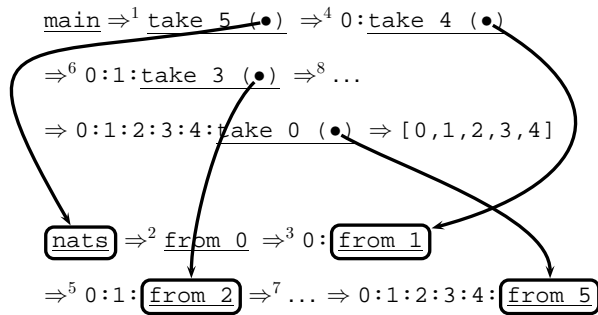 main ⇒¹ take 5 (•) ⇒⁴ 0:take 4 (•)
⇒⁶ 0:1:take 3 (•) ⇒⁸ ...
⇒ 0:1:2:3:4:take 0 (•) ⇒ [0,1,2,3,4]
nats ⇒² from 0 ⇒³ 0:from 1
⇒⁵ 0:1:from 2 ⇒⁷ ... ⇒ 0:1:2:3:4:from 5